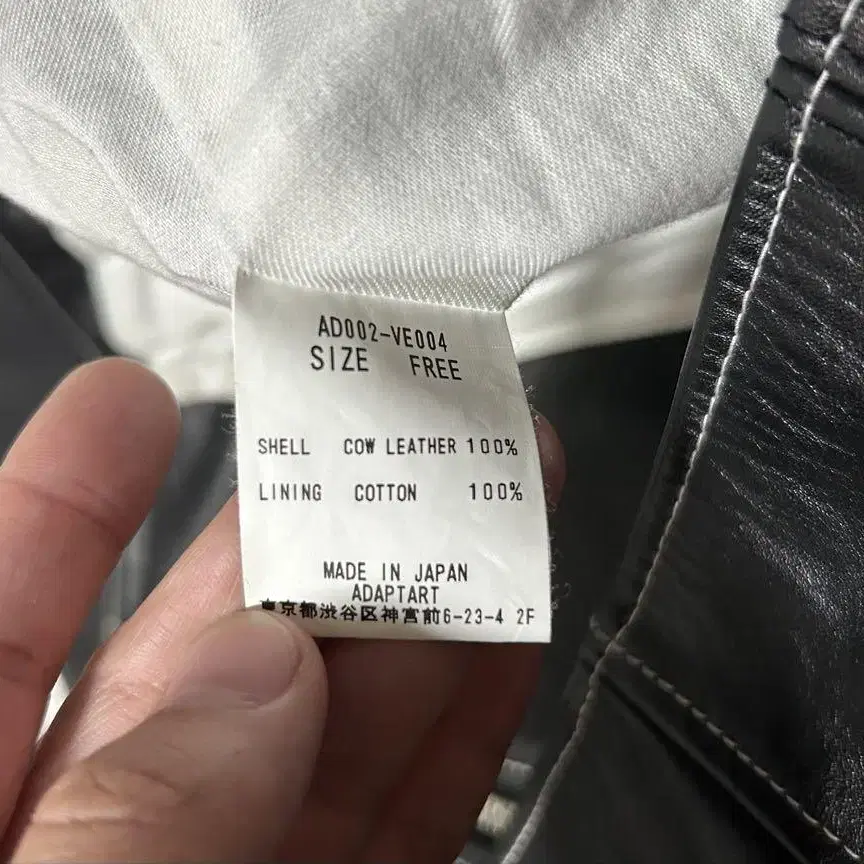 AD002-VE004
SIZE FREE
SHELL COW LEATHER 100%
LINING COTTON 100%
MADE IN JAPAN
ADAPTART
東京都渋谷区神宮前6-23-4 2F